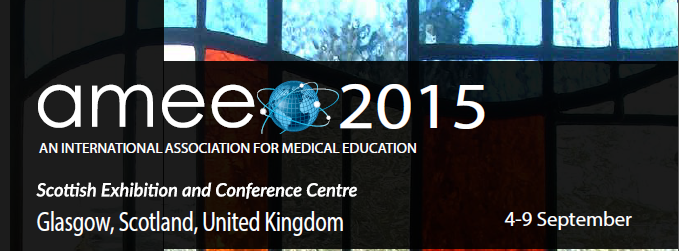 amee 2015
AN INTERNATIONAL ASSOCIATION FOR MEDICAL EDUCATION
Scottish Exhibition and Conference Centre
Glasgow, Scotland, United Kingdom
4-9 September